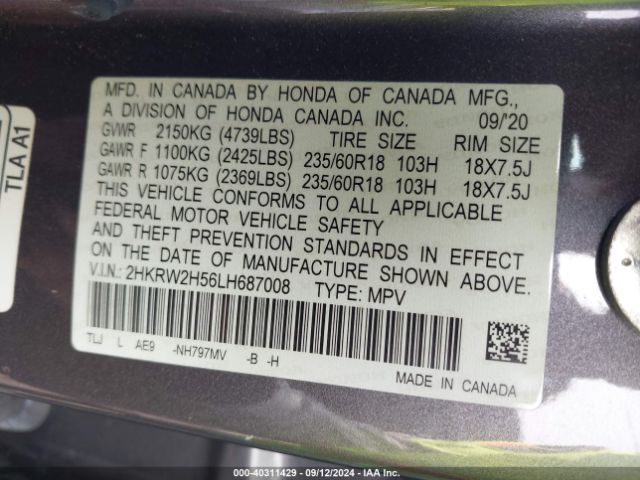 MFD. IN CANADA BY HONDA OF CANADA MFG.,
A DIVISION OF HONDA CANADA INC. 09/'20
GVWR 2150KG (4739LBS) TIRE SIZE RIM SIZE
GAWR F 1100KG (2425LBS) 235/60R18 103H 18X7.5J
GAWR R 1075KG (2369LBS) 235/60R18 103H 18X7.5J
THIS VEHICLE CONFORMS TO ALL APPLICABLE
FEDERAL MOTOR VEHICLE SAFETY
AND THEFT PREVENTION STANDARDS IN EFFECT
ON THE DATE OF MANUFACTURE SHOWN ABOVE.
V.I.N.: 2HKRW2H56LH687008 TYPE: MPV
TLJ L AE9 -NH797MV -B -H
MADE IN CANADA
TLA A1
000-40311429 - 09/12/2024 - IAA Inc.